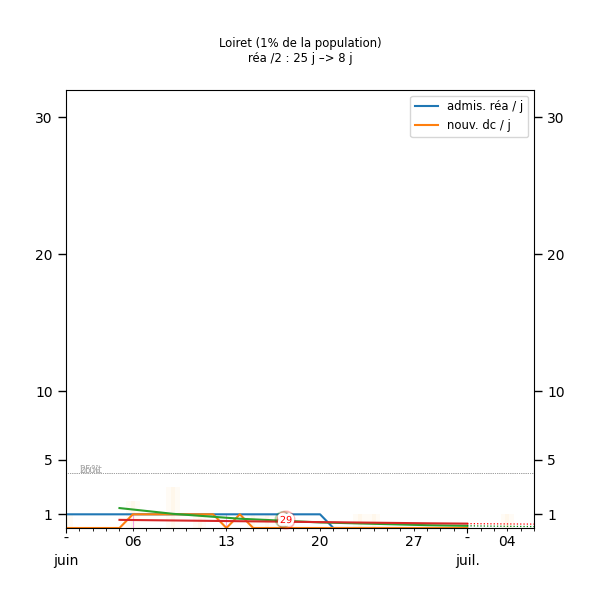 Loiret (1% de la population)
réa /2 : 25 j –> 8 j
admis. réa / j
nouv. dc / j
30 30
20 20
10 10
5 5
1 1
29
- 06 13 20 27 - 04
juin juil.